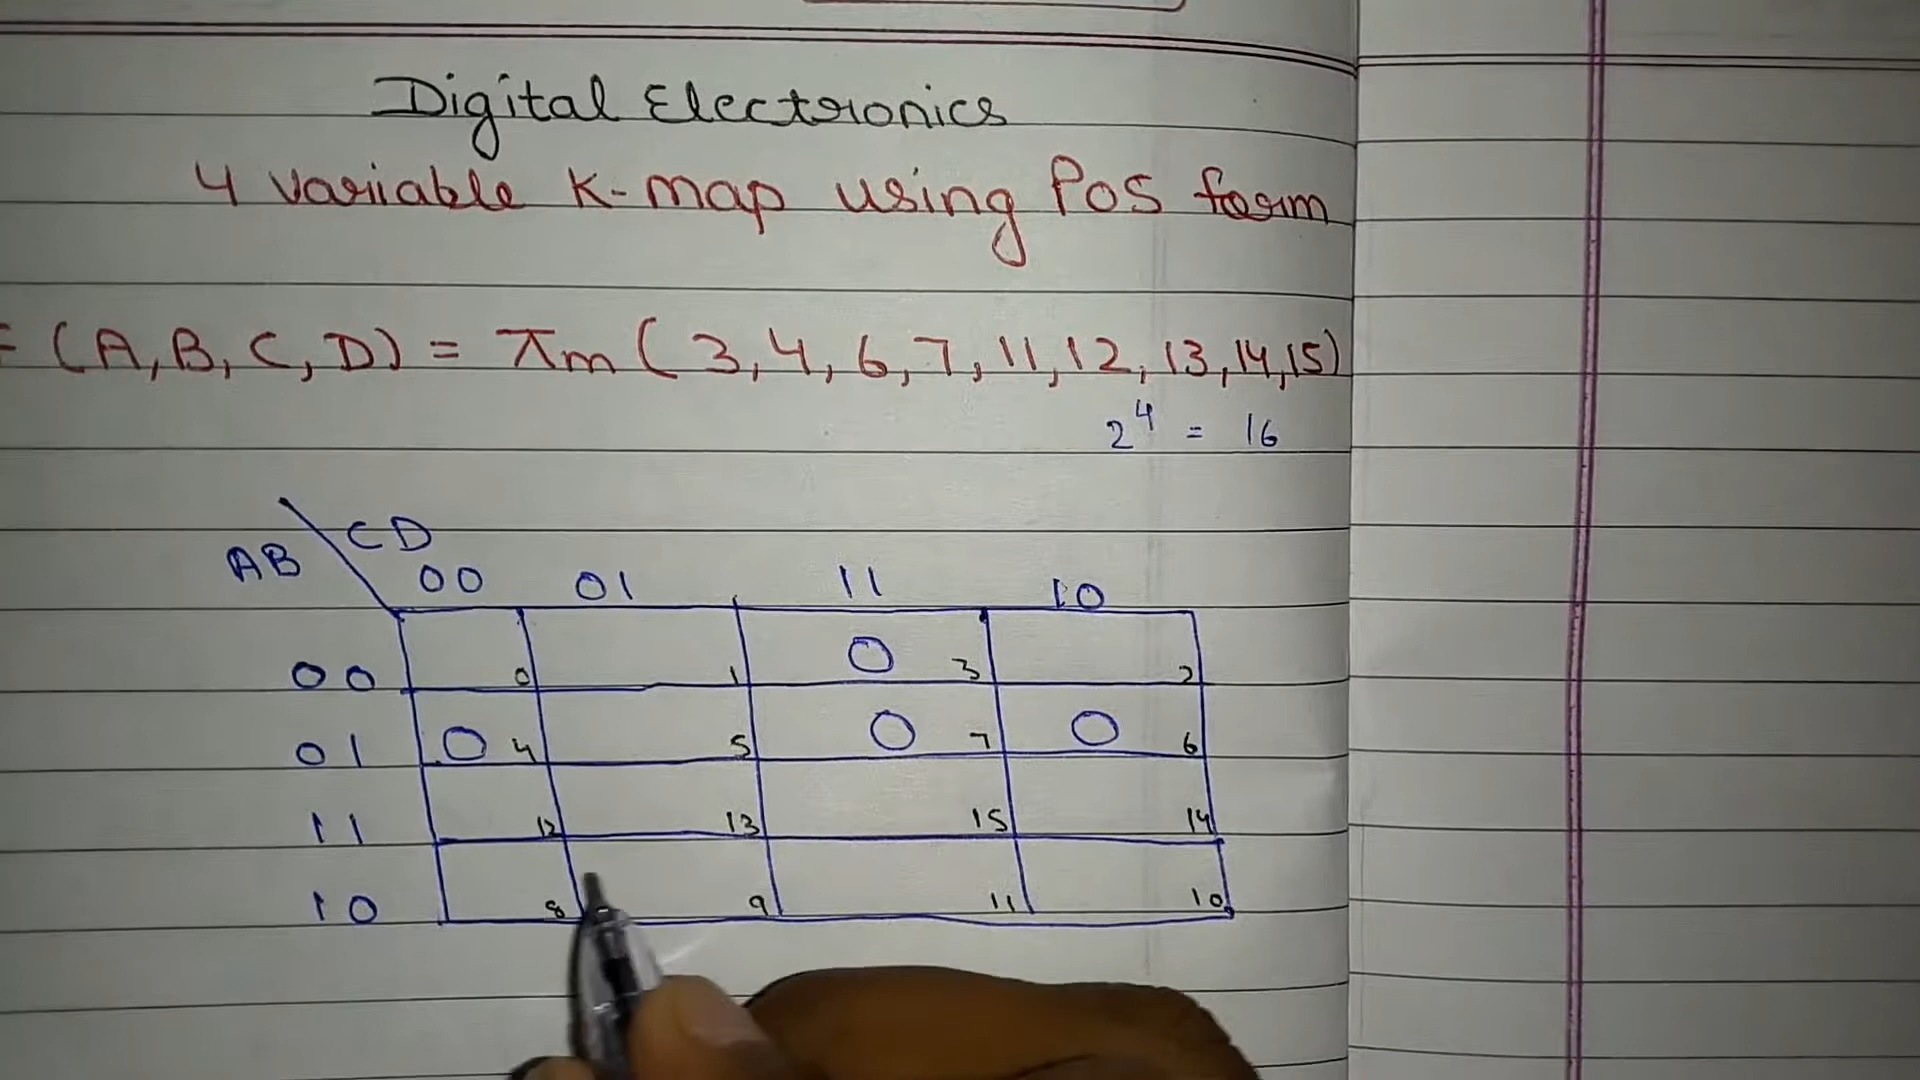 Digital Electronics
4 variable K-map using POS form
= (A, B, C, D) = πm ( 3, 4, 6, 7, 11, 12, 13, 14, 15)
2⁴ = 16
CD
AB
00 01 11 10
00 0 1 0 3 2
01 0 4 5 0 7 0 6
11 12 13 15 14
10 8 9 11 10